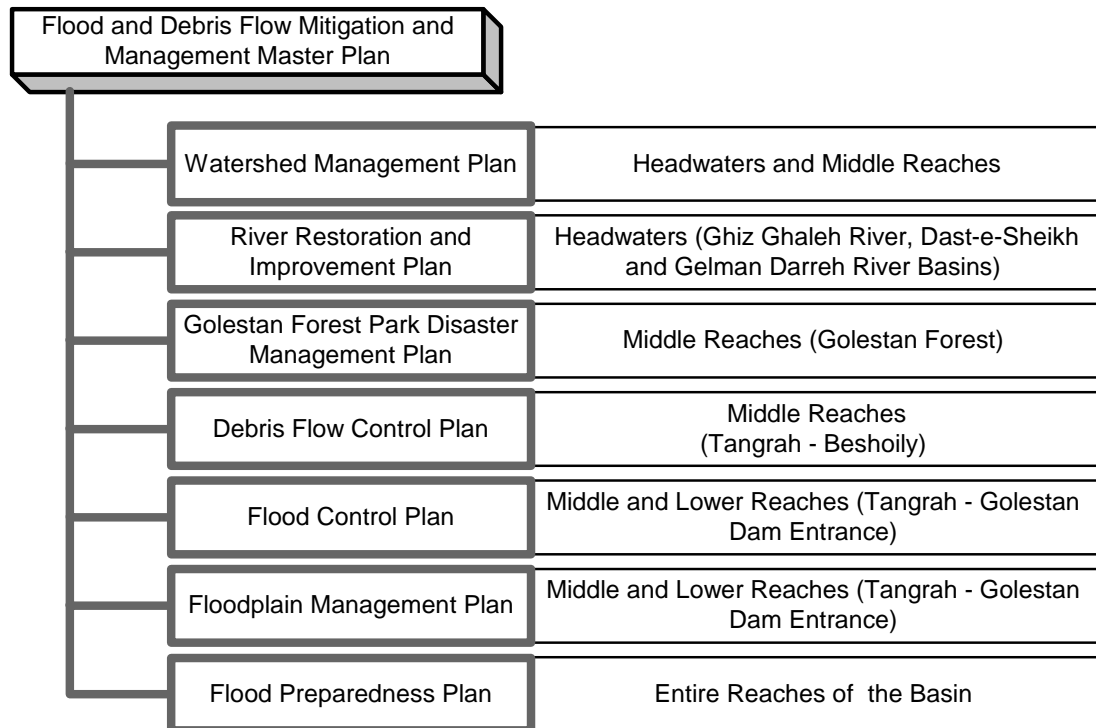 Flood and Debris Flow Mitigation and
Management Master Plan
Watershed Management Plan
Headwaters and Middle Reaches
River Restoration and
Improvement Plan
Headwaters (Ghiz Ghaleh River, Dast-e-Sheikh
and Gelman Darreh River Basins)
Golestan Forest Park Disaster
Management Plan
Middle Reaches (Golestan Forest)
Debris Flow Control Plan
Middle Reaches
(Tangrah - Beshoily)
Flood Control Plan
Middle and Lower Reaches (Tangrah - Golestan
Dam Entrance)
Floodplain Management Plan
Middle and Lower Reaches (Tangrah - Golestan
Dam Entrance)
Flood Preparedness Plan
Entire Reaches of the Basin